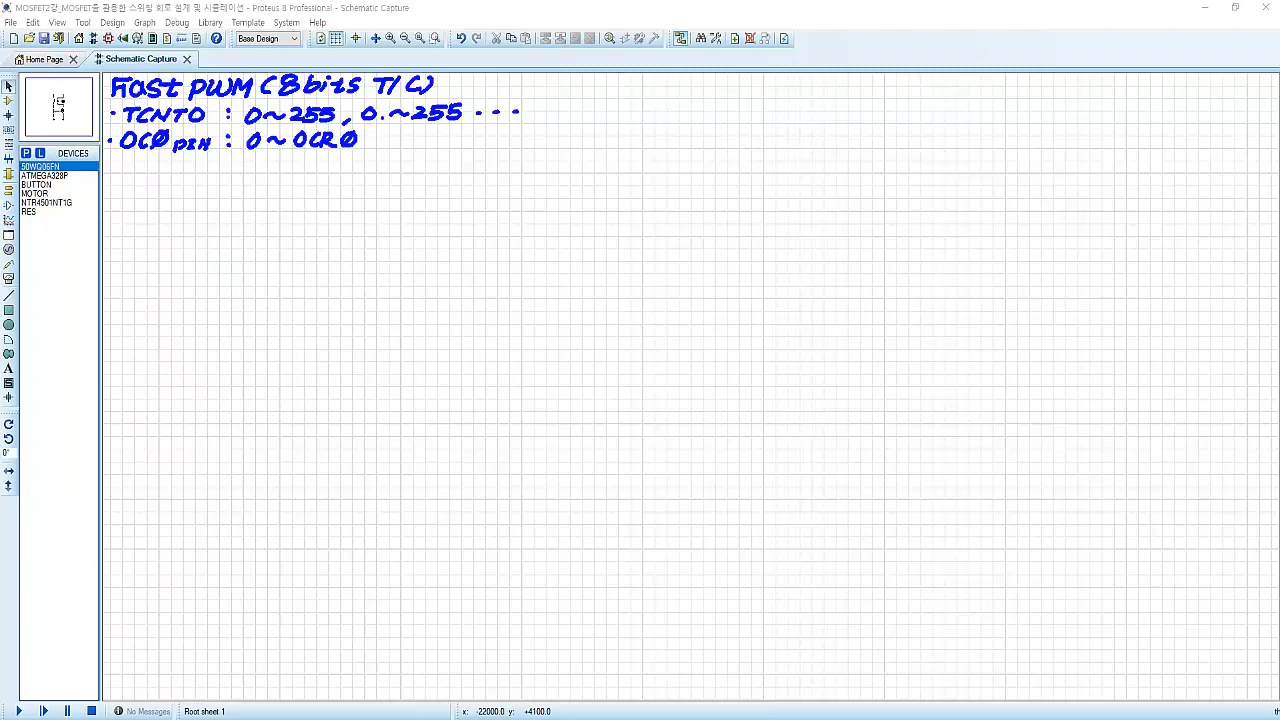 MOSFET2강_MOSFET을 활용한 스위칭 회로 설계 및 시뮬레이션 - Proteus 8 Professional - Schematic Capture
File Edit View Tool Design Graph Debug Library Template System Help
Base Design
Home Page Schematic Capture
Fast PWM (8bits T/C)
· TCNT0 : 0~255, 0.~255 ---
· OC0 PIN : 0~OCR0
P L DEVICES
50WQ06FN
ATMEGA328P
BUTTON
MOTOR
NTR4501NT1G
RES
0°
No Messages Root sheet 1 x: -22000.0 y: +4100.0 th